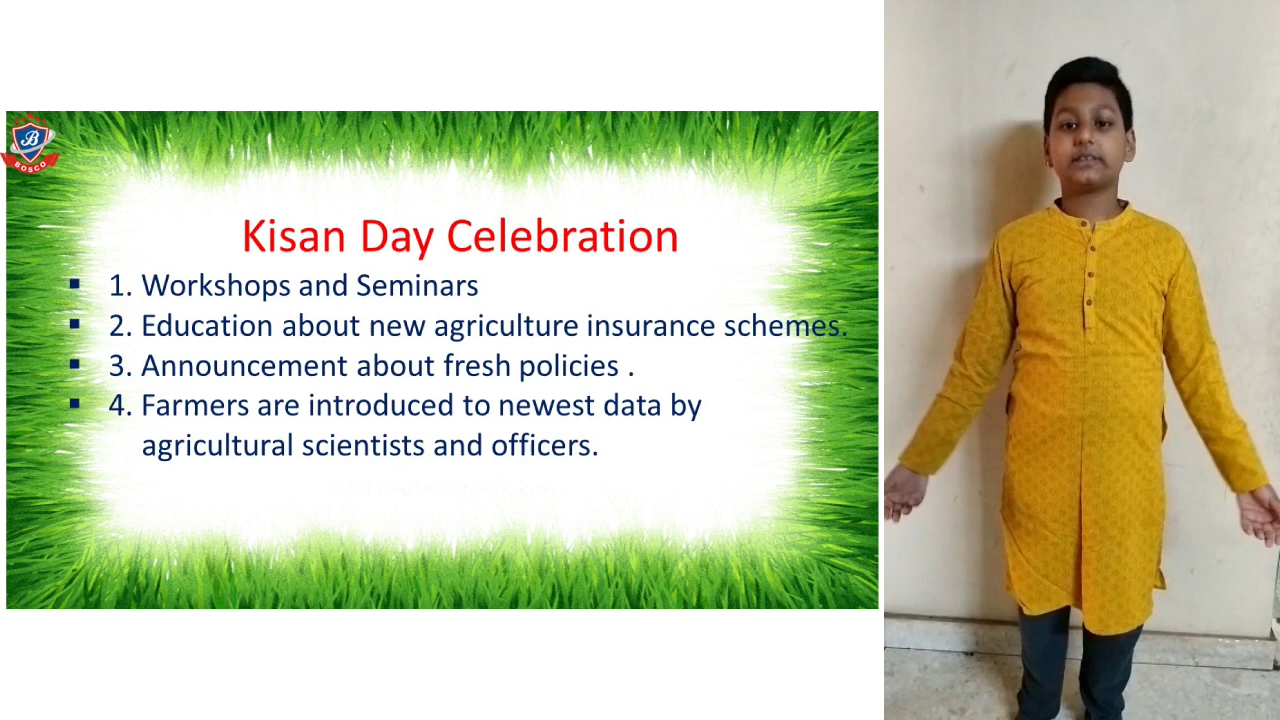 B
BOSCO
Kisan Day Celebration
▪ 1. Workshops and Seminars
▪ 2. Education about new agriculture insurance schemes.
▪ 3. Announcement about fresh policies .
▪ 4. Farmers are introduced to newest data by
agricultural scientists and officers.